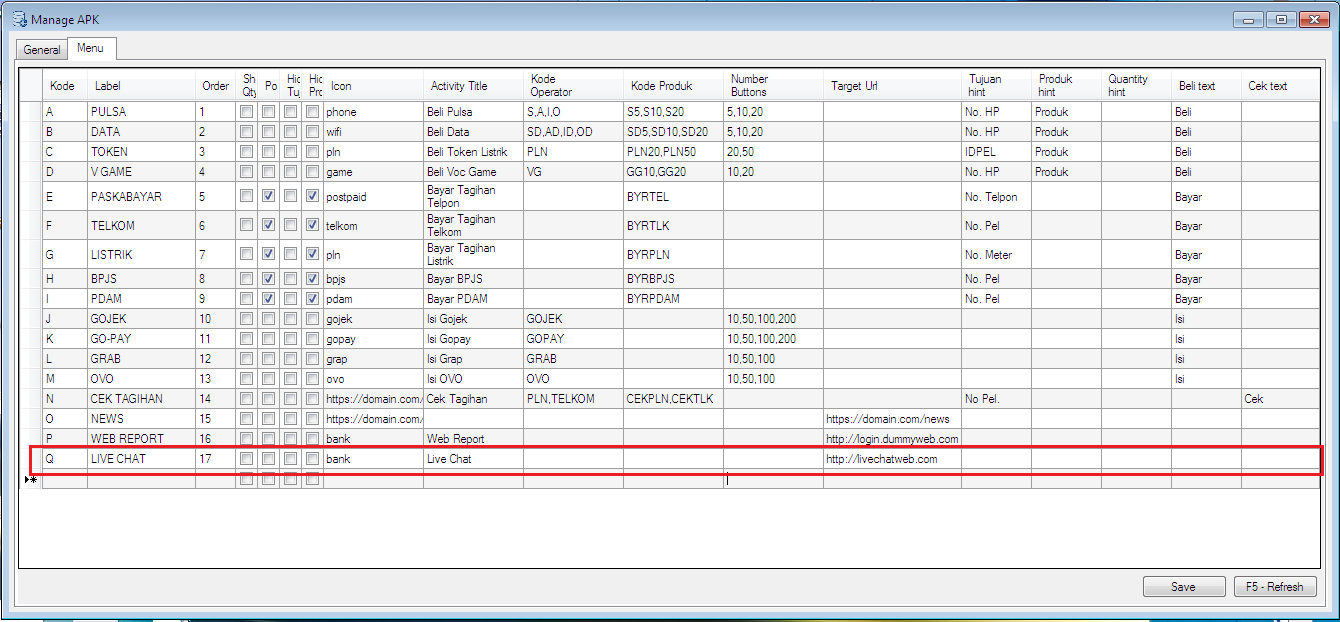 Manage APK
General Menu
Kode Label Order Sh Qty Po Hic Tu Hic Pro Icon Activity Title Kode Operator Kode Produk Number Buttons Target Url Tujuan hint Produk hint Quantity hint Beli text Cek text
A PULSA 1 phone Beli Pulsa S,A,I,O S5,S10,S20 5,10,20 No. HP Produk Beli
B DATA 2 wifi Beli Data SD,AD,ID,OD SD5,SD10,SD20 5,10,20 No. HP Produk Beli
C TOKEN 3 pln Beli Token Listrik PLN PLN20,PLN50 20,50 IDPEL Produk Beli
D V GAME 4 game Beli Voc Game VG GG10,GG20 10,20 No. HP Produk Beli
E PASKABAYAR 5 postpaid Bayar Tagihan Telpon BYRTEL No. Telpon Bayar
F TELKOM 6 telkom Bayar Tagihan Telkom BYRTLK No. Pel Bayar
G LISTRIK 7 pln Bayar Tagihan Listrik BYRPLN No. Meter Bayar
H BPJS 8 bpjs Bayar BPJS BYRBPJS No. Pel Bayar
I PDAM 9 pdam Bayar PDAM BYRPDAM No. Pel Bayar
J GOJEK 10 gojek Isi Gojek GOJEK 10,50,100,200 Isi
K GO-PAY 11 gopay Isi Gopay GOPAY 10,50,100,200 Isi
L GRAB 12 grap Isi Grap GRAB 10,50,100 Isi
M OVO 13 ovo Isi OVO OVO 10,50,100 Isi
N CEK TAGIHAN 14 https://domain.com/ Cek Tagihan PLN,TELKOM CEKPLN,CEKTLK No Pel. Cek
O NEWS 15 https://domain.com/ https://domain.com/news
P WEB REPORT 16 bank Web Report http://login.dummyweb.com
Q LIVE CHAT 17 bank Live Chat http://livechatweb.com
Save F5 - Refresh